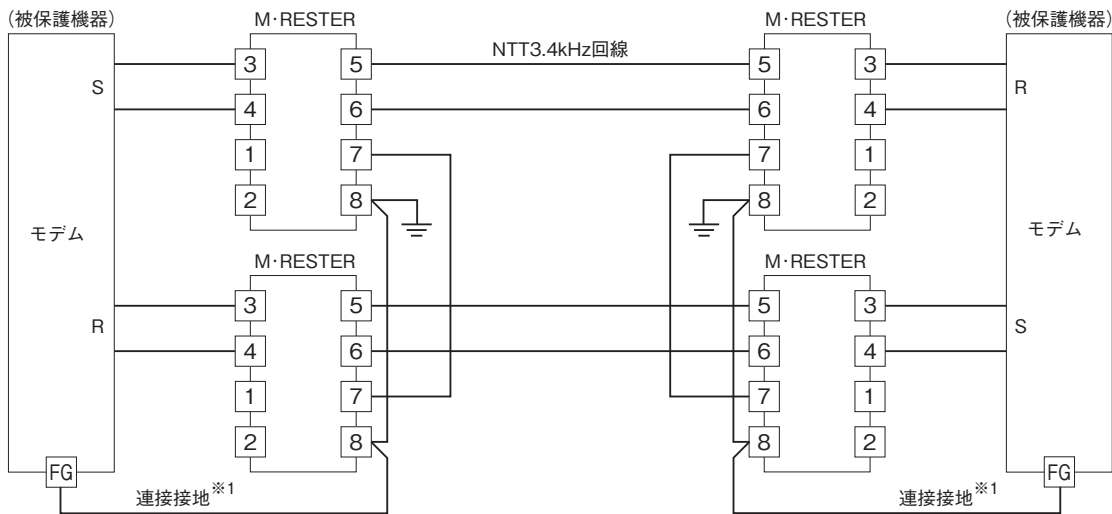 (被保護機器) M・RESTER M・RESTER (被保護機器)
NTT3.4kHz回線
3 5 5 3
S R
4 6 6 4
1 7 7 1
2 8 8 2
モデム モデム
M・RESTER M・RESTER
3 5 5 3
R S
4 6 6 4
1 7 7 1
2 8 8 2
FG FG
連接接地※1 連接接地※1